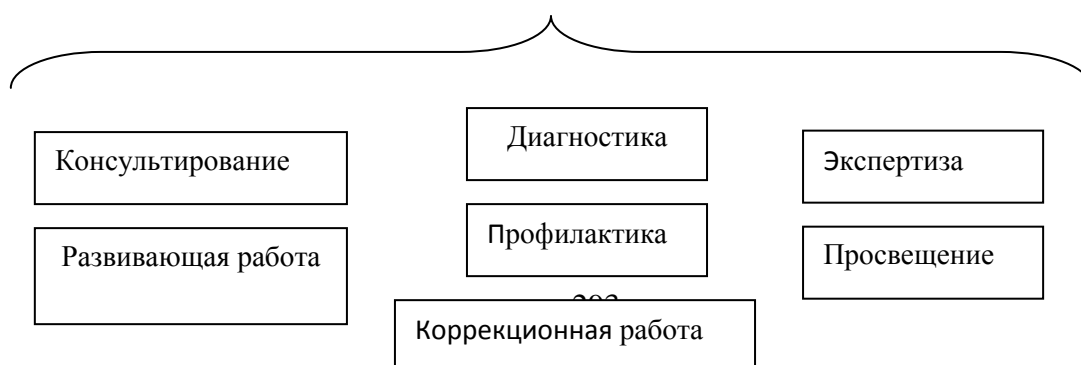 Консультирование
Диагностика
Экспертиза
Развивающая работа
Профилактика
Просвещение
Коррекционная работа